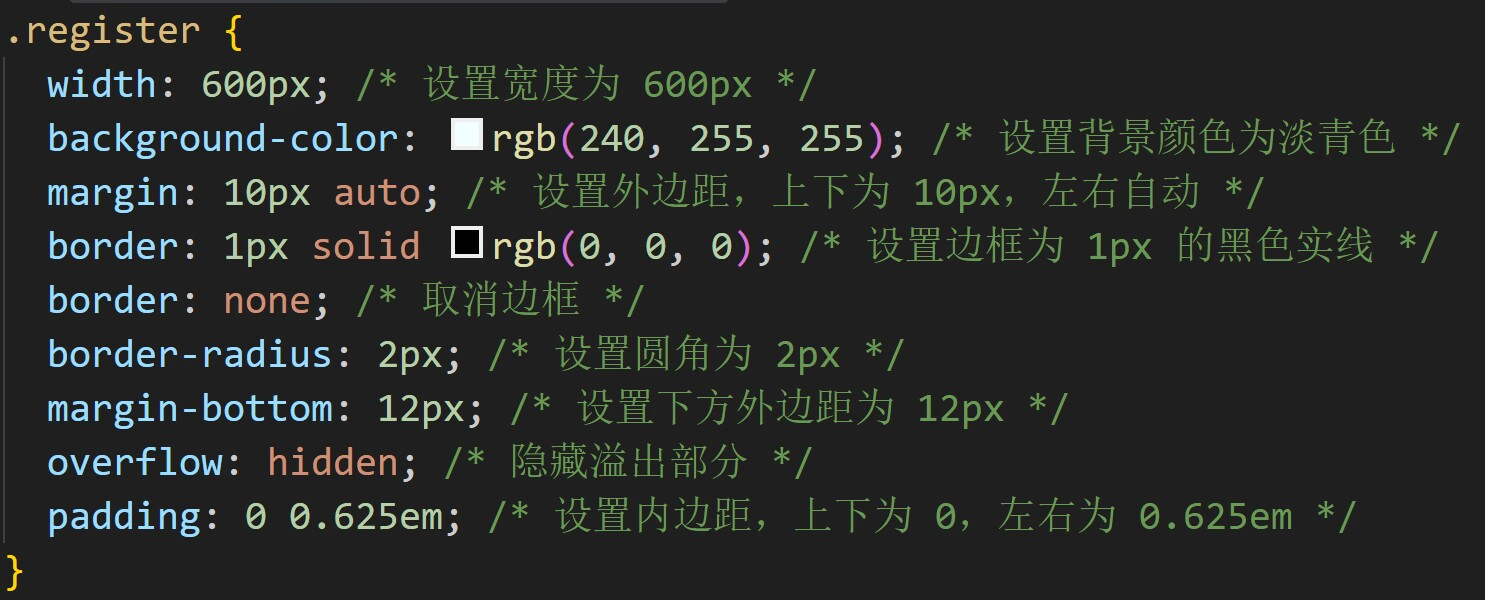 .register {
width: 600px; /* 设置宽度为 600px */
background-color: rgb(240, 255, 255); /* 设置背景颜色为淡青色 */
margin: 10px auto; /* 设置外边距，上下为 10px，左右自动 */
border: 1px solid rgb(0, 0, 0); /* 设置边框为 1px 的黑色实线 */
border: none; /* 取消边框 */
border-radius: 2px; /* 设置圆角为 2px */
margin-bottom: 12px; /* 设置下方外边距为 12px */
overflow: hidden; /* 隐藏溢出部分 */
padding: 0 0.625em; /* 设置内边距，上下为 0，左右为 0.625em */
}